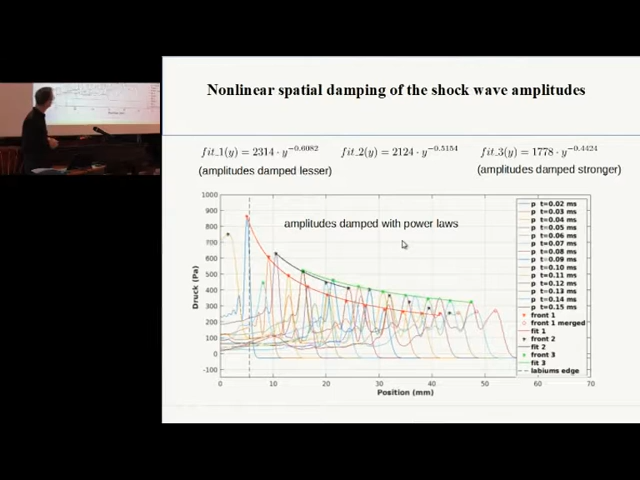 Nonlinear spatial damping of the shock wave amplitudes
fit_1(y) = 2314 · y^−0.6082 fit_2(y) = 2124 · y^−0.5154 fit_3(y) = 1778 · y^−0.4424
(amplitudes damped lesser) (amplitudes damped stronger)
amplitudes damped with power laws
1000
900
800
700
600
500
400
300
200
100
0
-100
Druck (Pa)
0 10 20 30 40 50 60 70
Position (mm)
p t=0.02 ms
p t=0.03 ms
p t=0.04 ms
p t=0.05 ms
p t=0.06 ms
p t=0.07 ms
p t=0.08 ms
p t=0.09 ms
p t=0.10 ms
p t=0.11 ms
p t=0.12 ms
p t=0.13 ms
p t=0.14 ms
p t=0.15 ms
front 1
front 1 merged
fit 1
front 2
fit 2
front 3
fit 3
labiums edge